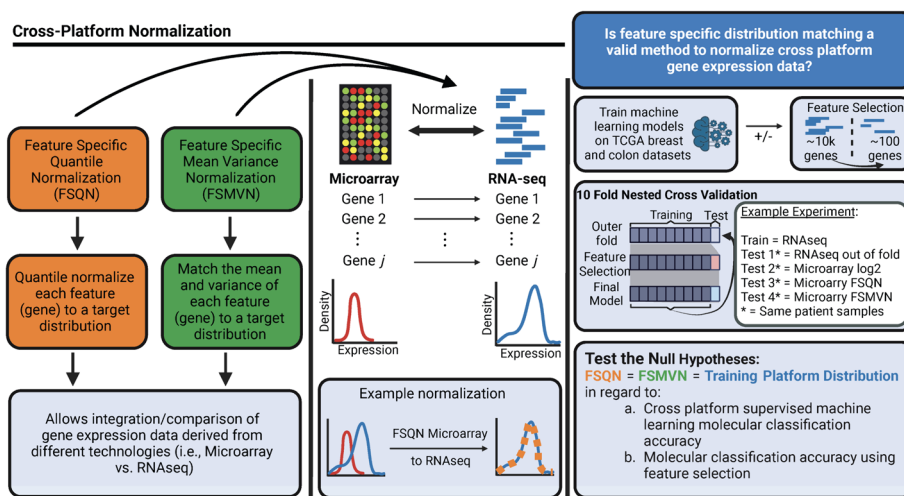 Cross-Platform Normalization
Feature Specific
Quantile
Normalization
(FSQN)
Feature Specific
Mean Variance
Normalization
(FSMVN)
Quantile normalize
each feature
(gene) to a target
distribution
Match the mean
and variance of
each feature
(gene) to a target
distribution
Allows integration/comparison of
gene expression data derived from
different technologies (i.e., Microarray
vs. RNAseq)
Normalize
Microarray
RNA-seq
Gene 1
Gene 1
Gene 2
Gene 2
⋮
⋮
⋮
Gene j
Gene j
Density
Expression
Density
Expression
Example normalization
FSQN Microarray
to RNAseq
Is feature specific distribution matching a
valid method to normalize cross platform
gene expression data?
Train machine
learning models
on TCGA breast
and colon datasets
+/-
Feature Selection
~10k
genes
~100
genes
10 Fold Nested Cross Validation
Training
Test
Outer
fold
Feature
Selection
Final
Model
Example Experiment:
Train = RNAseq
Test 1* = RNAseq out of fold
Test 2* = Microarray log2
Test 3* = Microarry FSQN
Test 4* = Microarry FSMVN
* = Same patient samples
Test the Null Hypotheses:
FSQN = FSMVN = Training Platform Distribution
in regard to:
a. Cross platform supervised machine
learning molecular classification
accuracy
b. Molecular classification accuracy using
feature selection